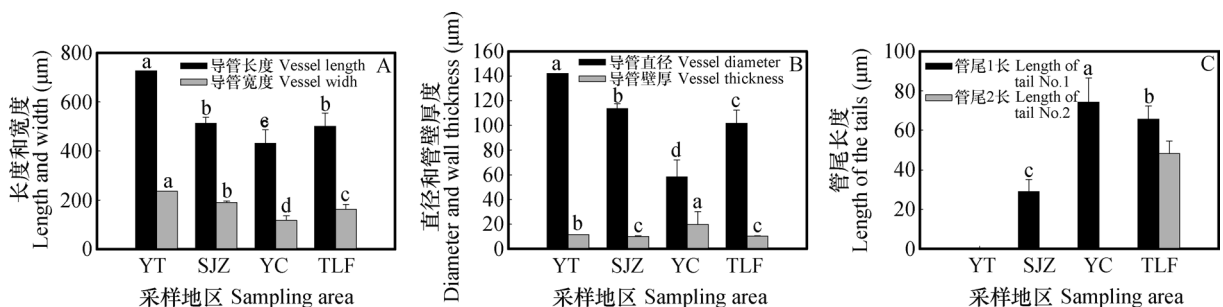 长度和宽度
Length and width (μm)
800
600
400
200
0
导管长度 Vessel length
导管宽度 Vessel widh
A
a
a
b
b
e
d
b
c
YT
SJZ
YC
TLF
采样地区 Sampling area
直径和管壁厚度
Diameter and wall thickness (μm)
160
140
120
100
80
60
40
20
0
导管直径 Vessel diameter
导管壁厚 Vessel thickness
B
a
b
b
c
d
a
c
c
YT
SJZ
YC
TLF
采样地区 Sampling area
管尾长度
Length of the tails (μm)
100
80
60
40
20
0
管尾1长 Length of
tail No.1
管尾2长 Length of
tail No.2
C
c
a
b
YT
SJZ
YC
TLF
采样地区 Sampling area